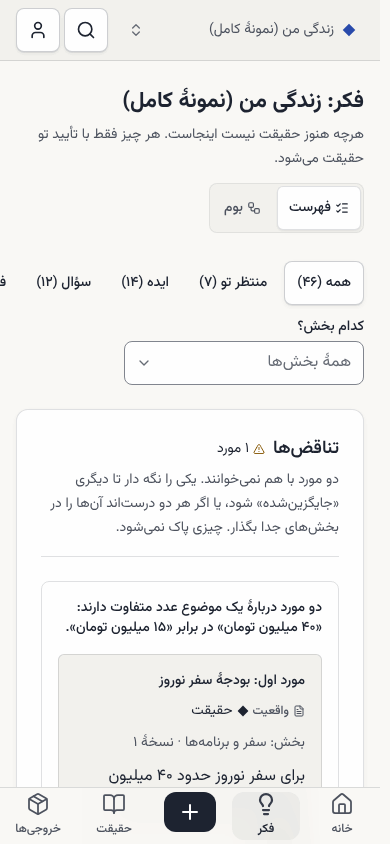 زندگی من (نمونهٔ کامل)
فکر: زندگی من (نمونهٔ کامل)
هرچه هنوز حقیقت نیست اینجاست. هر چیز فقط با تأیید تو
حقیقت می‌شود.
فهرست
بوم
همه (۴۶)
منتظر تو (۷)
ایده (۱۴)
سؤال (۱۲)
کدام بخش؟
همهٔ بخش‌ها
تناقض‌ها
۱ مورد
دو مورد با هم نمی‌خوانند. یکی را نگه دار تا دیگری
«جایگزین‌شده» شود، یا اگر هر دو درست‌اند آن‌ها را در
بخش‌های جدا بگذار. چیزی پاک نمی‌شود.
دو مورد دربارهٔ یک موضوع عدد متفاوت دارند:
«۴۰ میلیون تومان» در برابر «۱۵ میلیون تومان».
مورد اول: بودجهٔ سفر نوروز
واقعیت
حقیقت
بخش: سفر و برنامه‌ها · نسخهٔ ۱
برای سفر نوروز حدود ۴۰ میلیون
خانه
فکر
حقیقت
خروجی‌ها